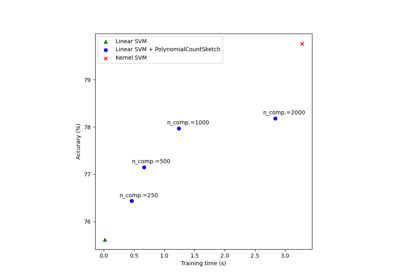 Linear SVM
Linear SVM + PolynomialCountSketch
Kernel SVM
n_comp.=2000
n_comp.=1000
n_comp.=500
n_comp.=250
79
78
77
76
Accurary (%)
0.0 0.5 1.0 1.5 2.0 2.5 3.0
Training time (s)